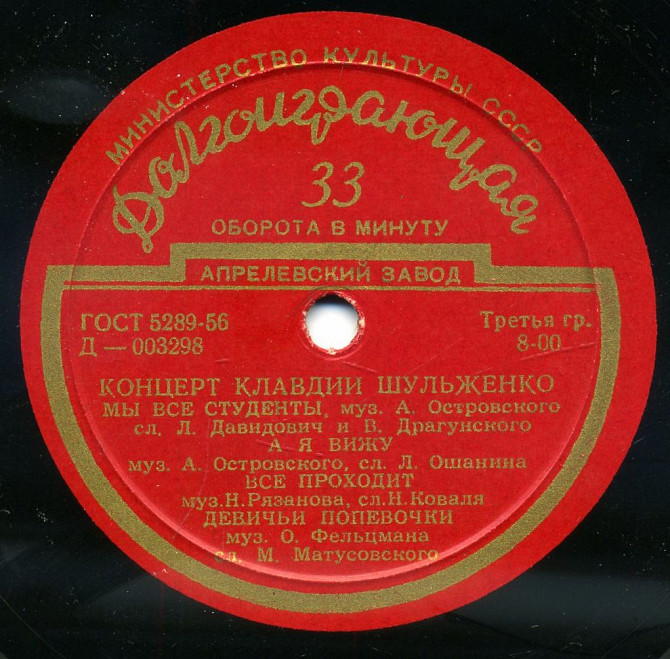 МИНИСТЕРСТВО КУЛЬТУРЫ СССР
Долгоиграющая
33
ОБОРОТА В МИНУТУ
АПРЕЛЕВСКИЙ ЗАВОД
ГОСТ 5289-56
Д — 003298
Третья гр.
8-00
КОНЦЕРТ КЛАВДИИ ШУЛЬЖЕНКО
МЫ ВСЕ СТУДЕНТЫ, муз. А. Островского
сл. Л. Давидович и В. Драгунского
А Я ВИЖУ
муз. А. Островского, сл. Л. Ошанина
ВСЕ ПРОХОДИТ
муз. Н. Рязанова, сл. Н. Коваля
ДЕВИЧЬИ ПОПЕВОЧКИ
муз. О. Фельцмана
сл. М. Матусовского